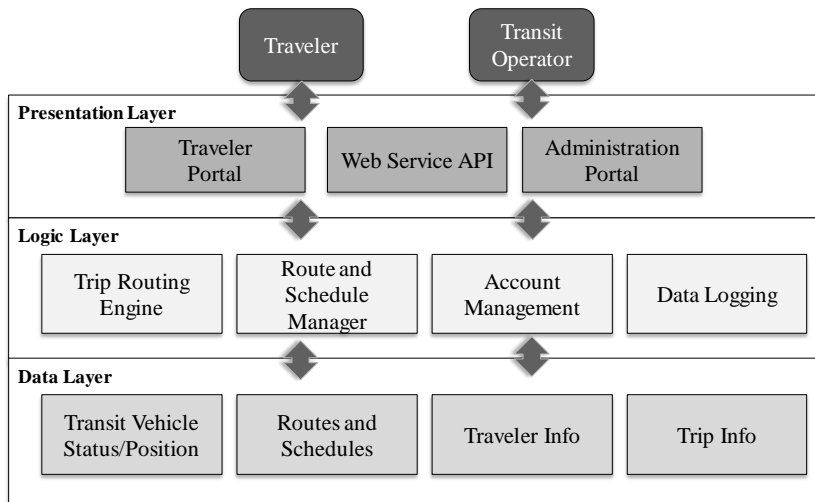 Traveler
Transit
Operator
Presentation Layer
Traveler
Portal
Web Service API
Administration
Portal
Logic Layer
Trip Routing
Engine
Route and
Schedule
Manager
Account
Management
Data Logging
Data Layer
Transit Vehicle
Status/Position
Routes and
Schedules
Traveler Info
Trip Info